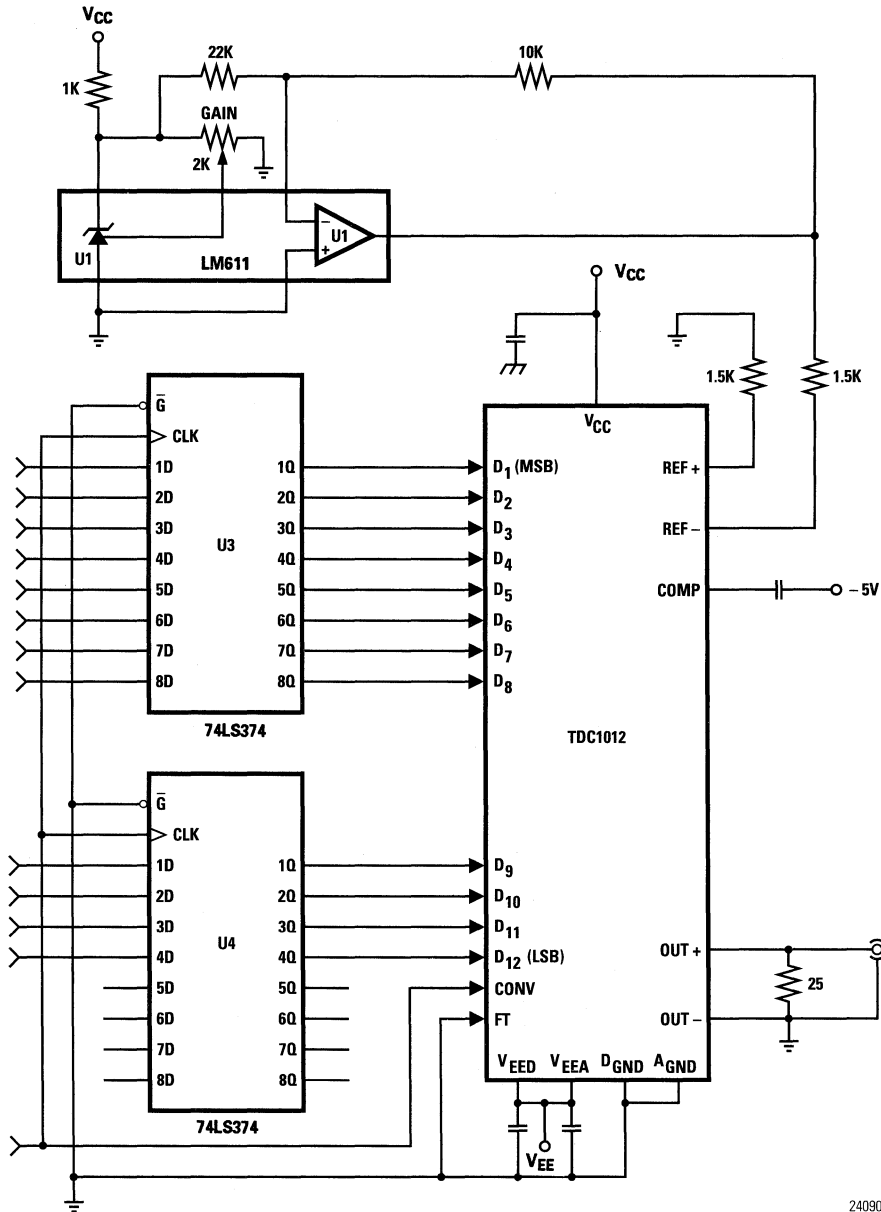 VCC
22K
10K
1K
GAIN
2K
U1
U1
−
+
LM611
VCC
1.5K
1.5K
G̅
CLK
1D
2D
3D
4D
5D
6D
7D
8D
U3
1Q
2Q
3Q
4Q
5Q
6Q
7Q
8Q
74LS374
VCC
D1 (MSB)
D2
D3
D4
D5
D6
D7
D8
REF +
REF −
COMP
− 5V
TDC1012
G̅
CLK
1D
2D
3D
4D
5D
6D
7D
8D
U4
1Q
2Q
3Q
4Q
5Q
6Q
7Q
8Q
74LS374
D9
D10
D11
D12 (LSB)
CONV
FT
OUT +
25
OUT −
VEED
VEEA
DGND
AGND
VEE
24090